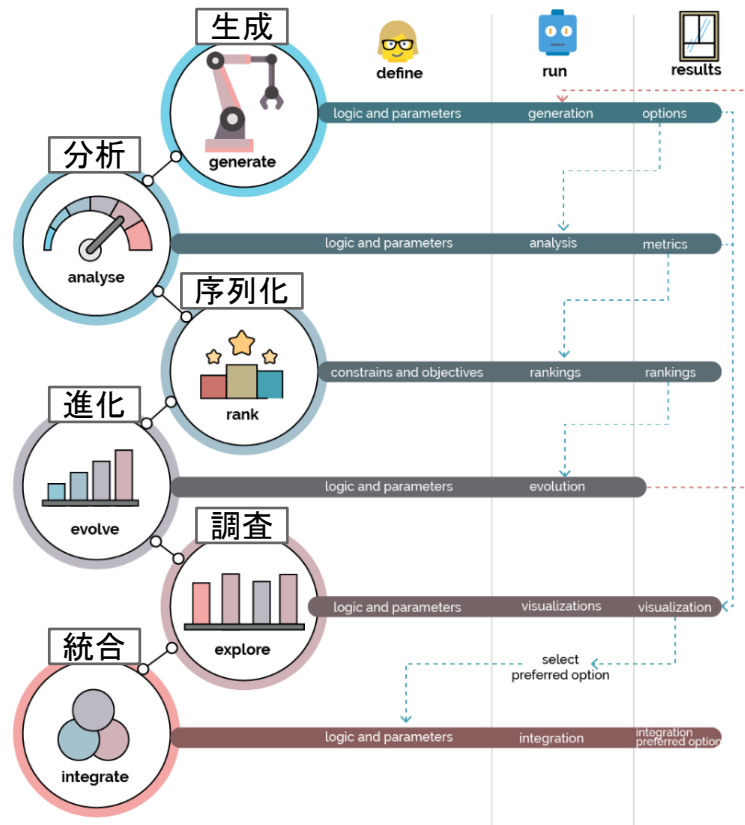 生成
define
run
results
logic and parameters
generation
options
generate
分析
logic and parameters
analysis
metrics
analyse
序列化
constrains and objectives
rankings
rankings
rank
進化
logic and parameters
evolution
evolve
調査
logic and parameters
visualizations
visualization
explore
select
preferred option
統合
logic and parameters
integration
integration
preferred option
integrate